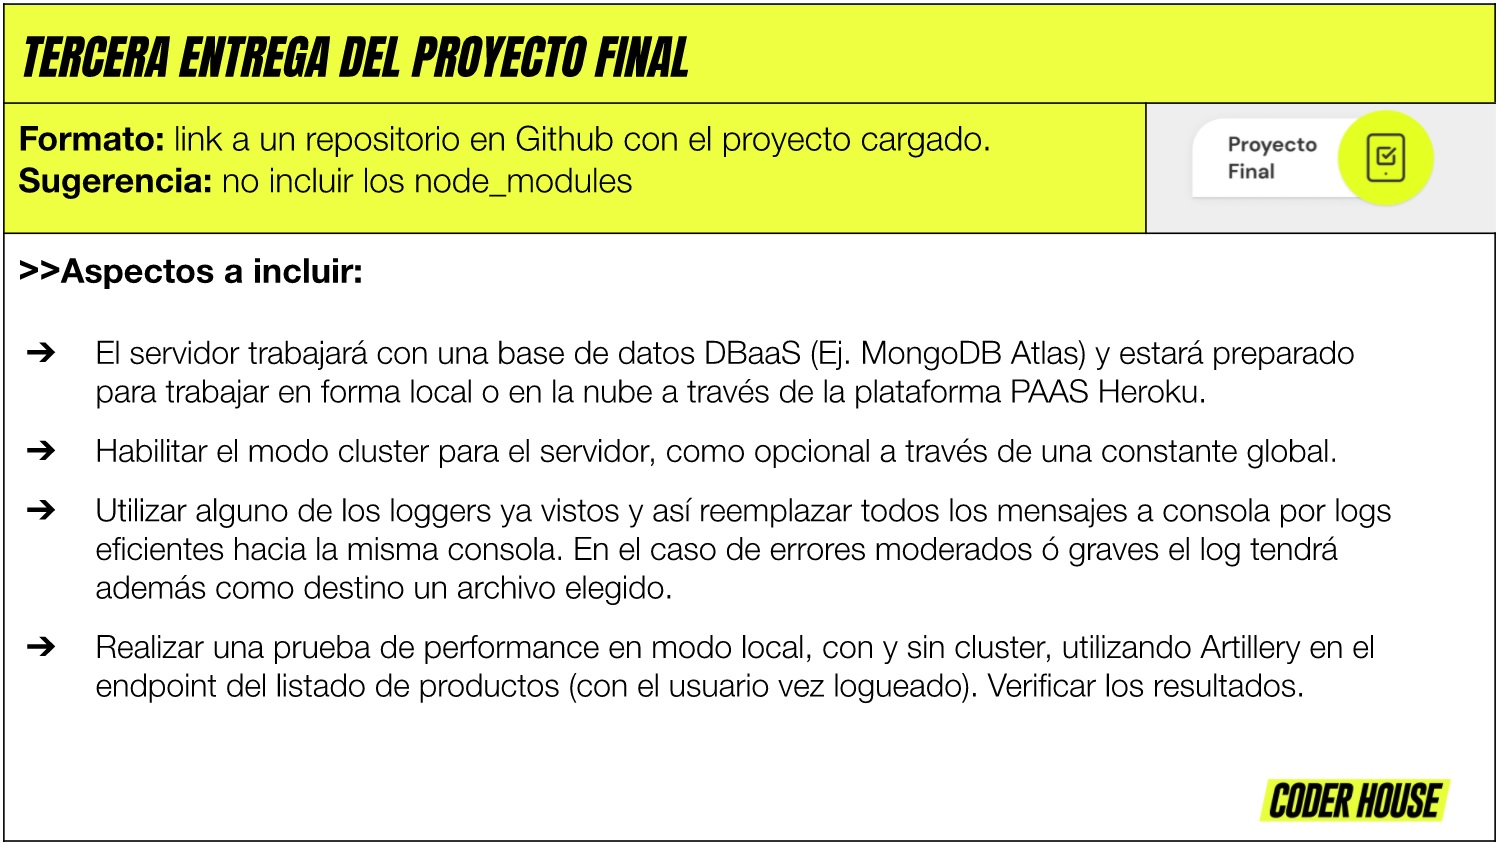 TERCERA ENTREGA DEL PROYECTO FINAL
Formato: link a un repositorio en Github con el proyecto cargado.
Sugerencia: no incluir los node_modules
Proyecto
Final
>>Aspectos a incluir:
➔ El servidor trabajará con una base de datos DBaaS (Ej. MongoDB Atlas) y estará preparado
para trabajar en forma local o en la nube a través de la plataforma PAAS Heroku.
➔ Habilitar el modo cluster para el servidor, como opcional a través de una constante global.
➔ Utilizar alguno de los loggers ya vistos y así reemplazar todos los mensajes a consola por logs
eficientes hacia la misma consola. En el caso de errores moderados ó graves el log tendrá
además como destino un archivo elegido.
➔ Realizar una prueba de performance en modo local, con y sin cluster, utilizando Artillery en el
endpoint del listado de productos (con el usuario vez logueado). Verificar los resultados.
CODER HOUSE